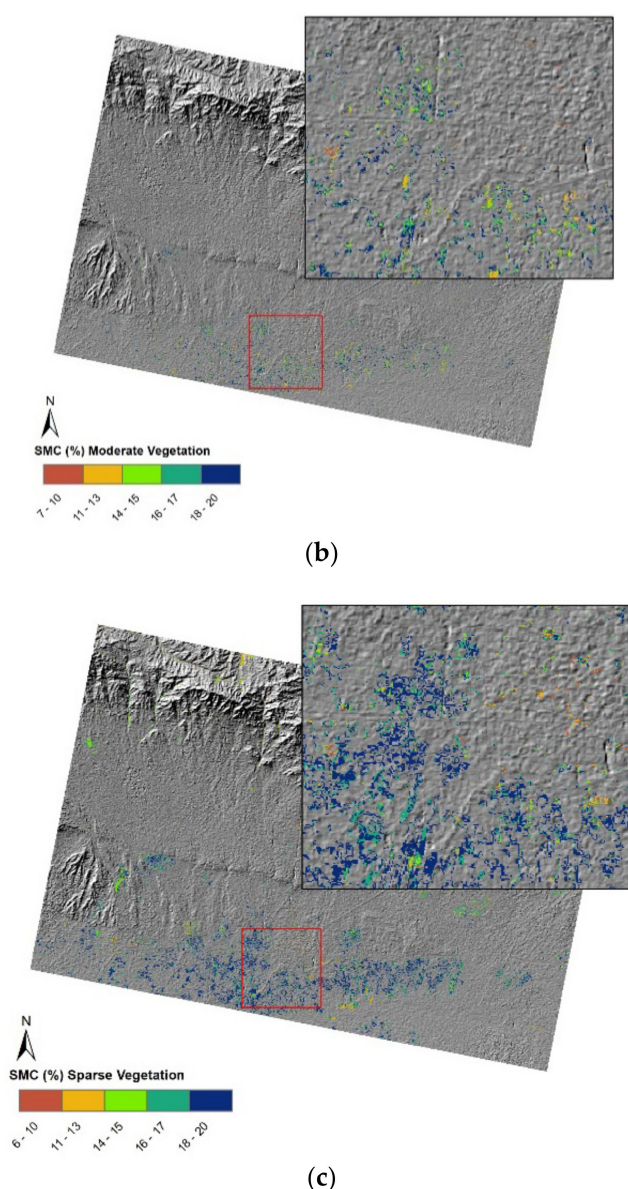 N
SMC (%) Moderate Vegetation
7 - 10
11 - 13
14 - 15
16 - 17
18 - 20
(b)
N
SMC (%) Sparse Vegetation
6 - 10
11 - 13
14 - 15
16 - 17
18 - 20
(c)